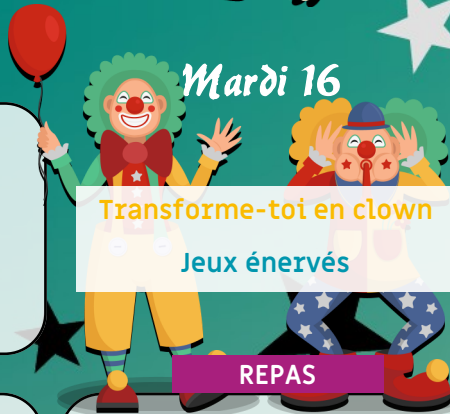 Mardi 16
Transforme-toi en clown
Jeux énervés
REPAS